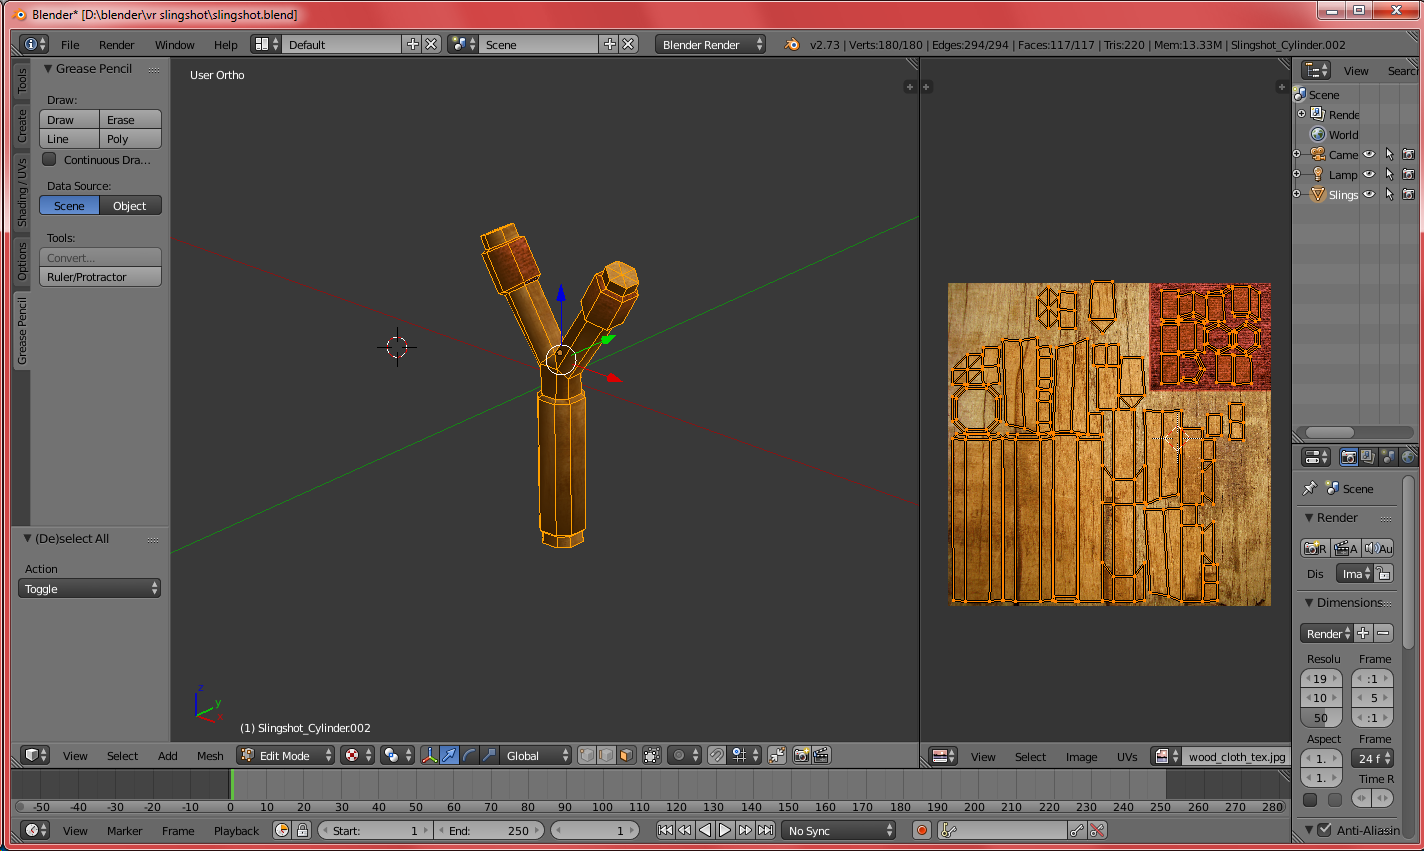 Blender* [D:\blender\vr slingshot\slingshot.blend]
File Render Window Help Default Scene Blender Render v2.73 | Verts:180/180 | Edges:294/294 | Faces:117/117 | Tris:220 | Mem:13.33M | Slingshot_Cylinder.002
Tools
Create
Shading / UVs
Options
Grease Pencil
Grease Pencil
Draw:
Draw Erase
Line Poly
Continuous Dra...
Data Source:
Scene Object
Tools:
Convert...
Ruler/Protractor
(De)select All
Action
Toggle
User Ortho
z
y
x
(1) Slingshot_Cylinder.002
View Select Add Mesh Edit Mode Global
View Select Image UVs wood_cloth_tex.jpg
View Search
Scene
Rende
World
Came
Lamp
Slings
Scene
Render
R A Au
Dis Ima
Dimensions
Render
Resolu Frame
19 :1
10 5
50 :1
Aspect Frame
1. 24 f
1. Time R
Anti-Aliasin
-50 -40 -30 -20 -10 0 10 20 30 40 50 60 70 80 90 100 110 120 130 140 150 160 170 180 190 200 210 220 230 240 250 260 270 280
View Marker Frame Playback Start: 1 End: 250 1 No Sync